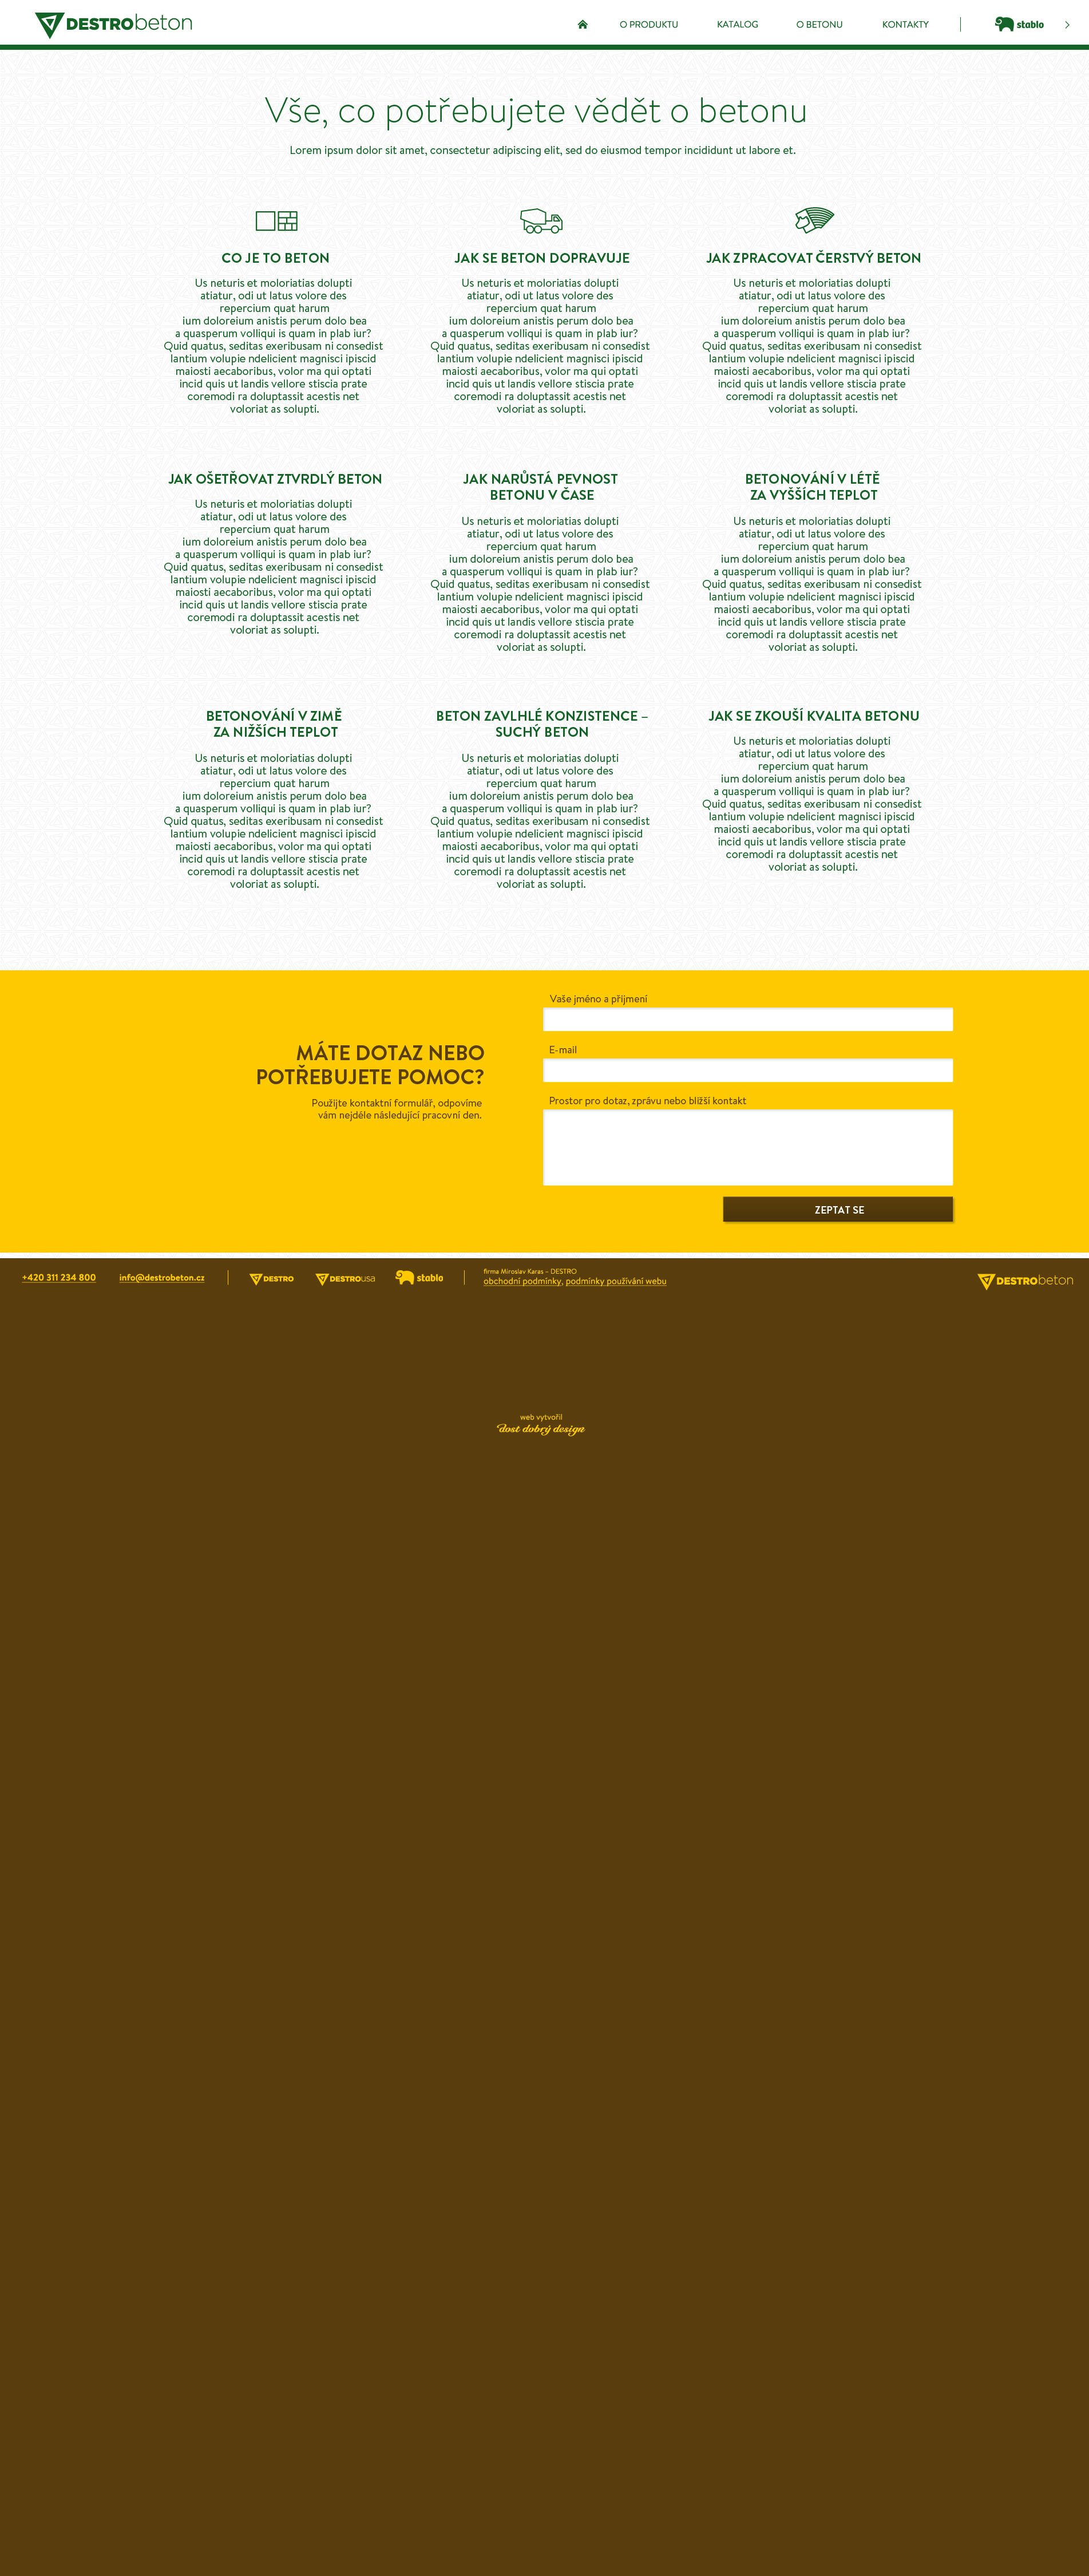 DESTRObeton
O PRODUKTU
KATALOG
O BETONU
KONTAKTY
stablo
Vše, co potřebujete vědět o betonu
Lorem ipsum dolor sit amet, consectetur adipiscing elit, sed do eiusmod tempor incididunt ut labore et.
CO JE TO BETON
Us neturis et moloriatias dolupti
atiatur, odi ut latus volore des
repercium quat harum
ium doloreium anistis perum dolo bea
a quasperum volliqui is quam in plab iur?
Quid quatus, seditas exeribusam ni consedist
lantium volupie ndelicient magnisci ipiscid
maiosti aecaboribus, volor ma qui optati
incid quis ut landis vellore stiscia prate
coremodi ra doluptassit acestis net
voloriat as solupti.
JAK SE BETON DOPRAVUJE
Us neturis et moloriatias dolupti
atiatur, odi ut latus volore des
repercium quat harum
ium doloreium anistis perum dolo bea
a quasperum volliqui is quam in plab iur?
Quid quatus, seditas exeribusam ni consedist
lantium volupie ndelicient magnisci ipiscid
maiosti aecaboribus, volor ma qui optati
incid quis ut landis vellore stiscia prate
coremodi ra doluptassit acestis net
voloriat as solupti.
JAK ZPRACOVAT ČERSTVÝ BETON
Us neturis et moloriatias dolupti
atiatur, odi ut latus volore des
repercium quat harum
ium doloreium anistis perum dolo bea
a quasperum volliqui is quam in plab iur?
Quid quatus, seditas exeribusam ni consedist
lantium volupie ndelicient magnisci ipiscid
maiosti aecaboribus, volor ma qui optati
incid quis ut landis vellore stiscia prate
coremodi ra doluptassit acestis net
voloriat as solupti.
JAK OŠETŘOVAT ZTVRDLÝ BETON
Us neturis et moloriatias dolupti
atiatur, odi ut latus volore des
repercium quat harum
ium doloreium anistis perum dolo bea
a quasperum volliqui is quam in plab iur?
Quid quatus, seditas exeribusam ni consedist
lantium volupie ndelicient magnisci ipiscid
maiosti aecaboribus, volor ma qui optati
incid quis ut landis vellore stiscia prate
coremodi ra doluptassit acestis net
voloriat as solupti.
JAK NARŮSTÁ PEVNOST
BETONU V ČASE
Us neturis et moloriatias dolupti
atiatur, odi ut latus volore des
repercium quat harum
ium doloreium anistis perum dolo bea
a quasperum volliqui is quam in plab iur?
Quid quatus, seditas exeribusam ni consedist
lantium volupie ndelicient magnisci ipiscid
maiosti aecaboribus, volor ma qui optati
incid quis ut landis vellore stiscia prate
coremodi ra doluptassit acestis net
voloriat as solupti.
BETONOVÁNÍ V LÉTĚ
ZA VYŠŠÍCH TEPLOT
Us neturis et moloriatias dolupti
atiatur, odi ut latus volore des
repercium quat harum
ium doloreium anistis perum dolo bea
a quasperum volliqui is quam in plab iur?
Quid quatus, seditas exeribusam ni consedist
lantium volupie ndelicient magnisci ipiscid
maiosti aecaboribus, volor ma qui optati
incid quis ut landis vellore stiscia prate
coremodi ra doluptassit acestis net
voloriat as solupti.
BETONOVÁNÍ V ZIMĚ
ZA NIŽŠÍCH TEPLOT
Us neturis et moloriatias dolupti
atiatur, odi ut latus volore des
repercium quat harum
ium doloreium anistis perum dolo bea
a quasperum volliqui is quam in plab iur?
Quid quatus, seditas exeribusam ni consedist
lantium volupie ndelicient magnisci ipiscid
maiosti aecaboribus, volor ma qui optati
incid quis ut landis vellore stiscia prate
coremodi ra doluptassit acestis net
voloriat as solupti.
BETON ZAVLHLÉ KONZISTENCE –
SUCHÝ BETON
Us neturis et moloriatias dolupti
atiatur, odi ut latus volore des
repercium quat harum
ium doloreium anistis perum dolo bea
a quasperum volliqui is quam in plab iur?
Quid quatus, seditas exeribusam ni consedist
lantium volupie ndelicient magnisci ipiscid
maiosti aecaboribus, volor ma qui optati
incid quis ut landis vellore stiscia prate
coremodi ra doluptassit acestis net
voloriat as solupti.
JAK SE ZKOUŠÍ KVALITA BETONU
Us neturis et moloriatias dolupti
atiatur, odi ut latus volore des
repercium quat harum
ium doloreium anistis perum dolo bea
a quasperum volliqui is quam in plab iur?
Quid quatus, seditas exeribusam ni consedist
lantium volupie ndelicient magnisci ipiscid
maiosti aecaboribus, volor ma qui optati
incid quis ut landis vellore stiscia prate
coremodi ra doluptassit acestis net
voloriat as solupti.
MÁTE DOTAZ NEBO
POTŘEBUJETE POMOC?
Použijte kontaktní formulář, odpovíme
vám nejdéle následující pracovní den.
Vaše jméno a příjmení
E-mail
Prostor pro dotaz, zprávu nebo bližší kontakt
ZEPTAT SE
+420 311 234 800
info@destrobeton.cz
DESTRO
DESTROusa
stablo
firma Miroslav Karas – DESTRO
obchodní podmínky, podmínky používání webu
DESTRObeton
web vytvořil
dost dobrý design